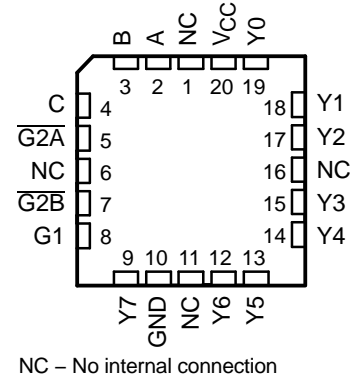 B A NC VCC Y0
3 2 1 20 19
C 4 18 Y1
G2A 5 17 Y2
NC 6 16 NC
G2B 7 15 Y3
G1 8 14 Y4
9 10 11 12 13
Y7 GND NC Y6 Y5
NC – No internal connection